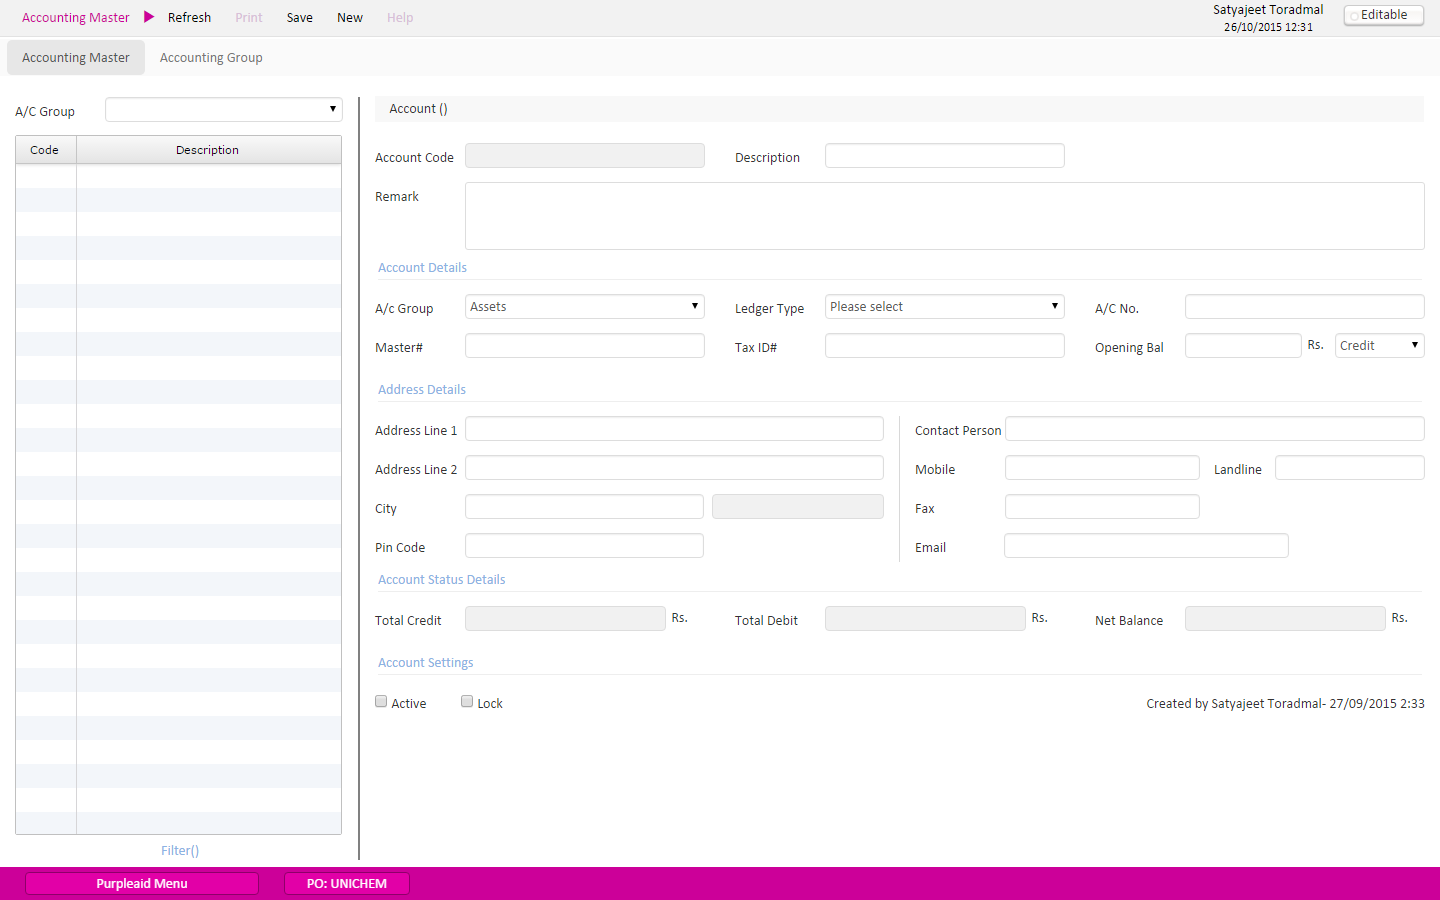 Accounting Master Refresh Print Save New Help
Satyajeet Toradmal
26/10/2015 12:31
Editable
Accounting Master Accounting Group
A/C Group
Code Description
Filter()
Account ()
Account Code Description
Remark
Account Details
A/c Group Assets Ledger Type Please select A/C No.
Master# Tax ID# Opening Bal Rs. Credit
Address Details
Address Line 1 Contact Person
Address Line 2 Mobile Landline
City Fax
Pin Code Email
Account Status Details
Total Credit Rs. Total Debit Rs. Net Balance Rs.
Account Settings
Active Lock Created by Satyajeet Toradmal- 27/09/2015 2:33
Purpleaid Menu PO: UNICHEM